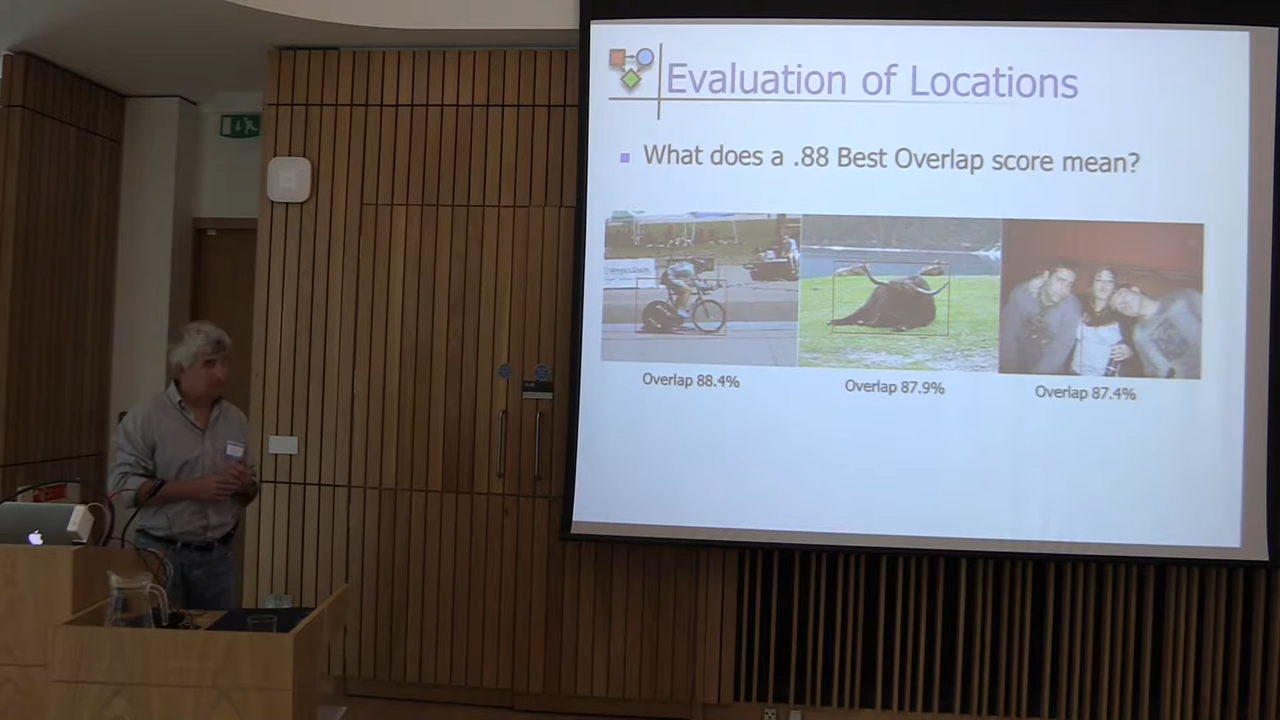 Evaluation of Locations
What does a .88 Best Overlap score mean?
Overlap 88.4%
Overlap 87.9%
Overlap 87.4%